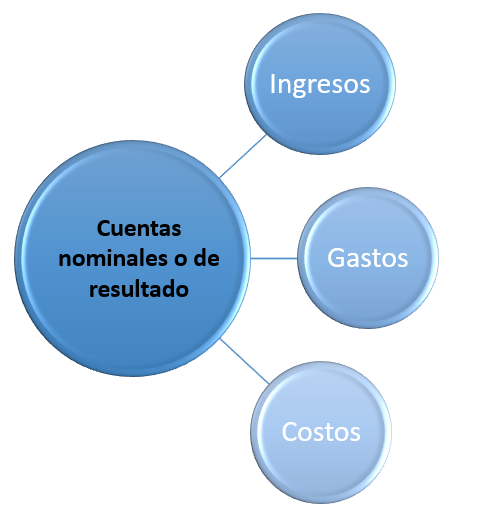 Cuentas
nominales o de
resultado
Ingresos
Gastos
Costos